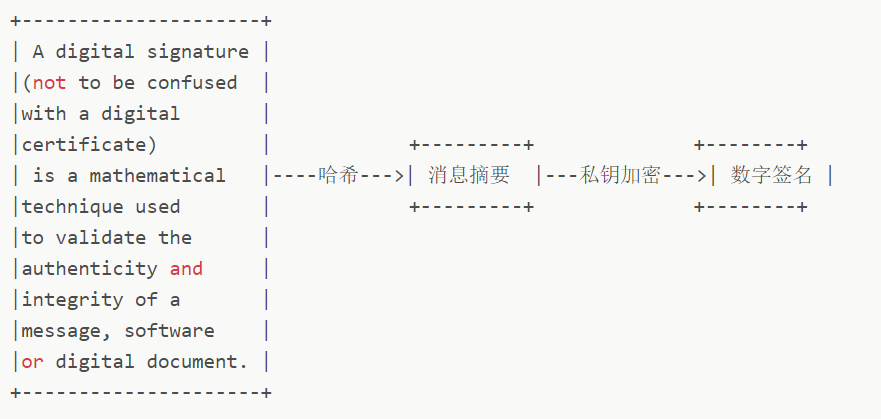 +---------------------+
| A digital signature |
|(not to be confused  |
|with a digital       |
|certificate)         |            +---------+              +--------+
| is a mathematical   |----哈希--->| 消息摘要  |---私钥加密--->| 数字签名 |
|technique used       |            +---------+              +--------+
|to validate the      |
|authenticity and     |
|integrity of a       |
|message, software    |
|or digital document. |
+---------------------+